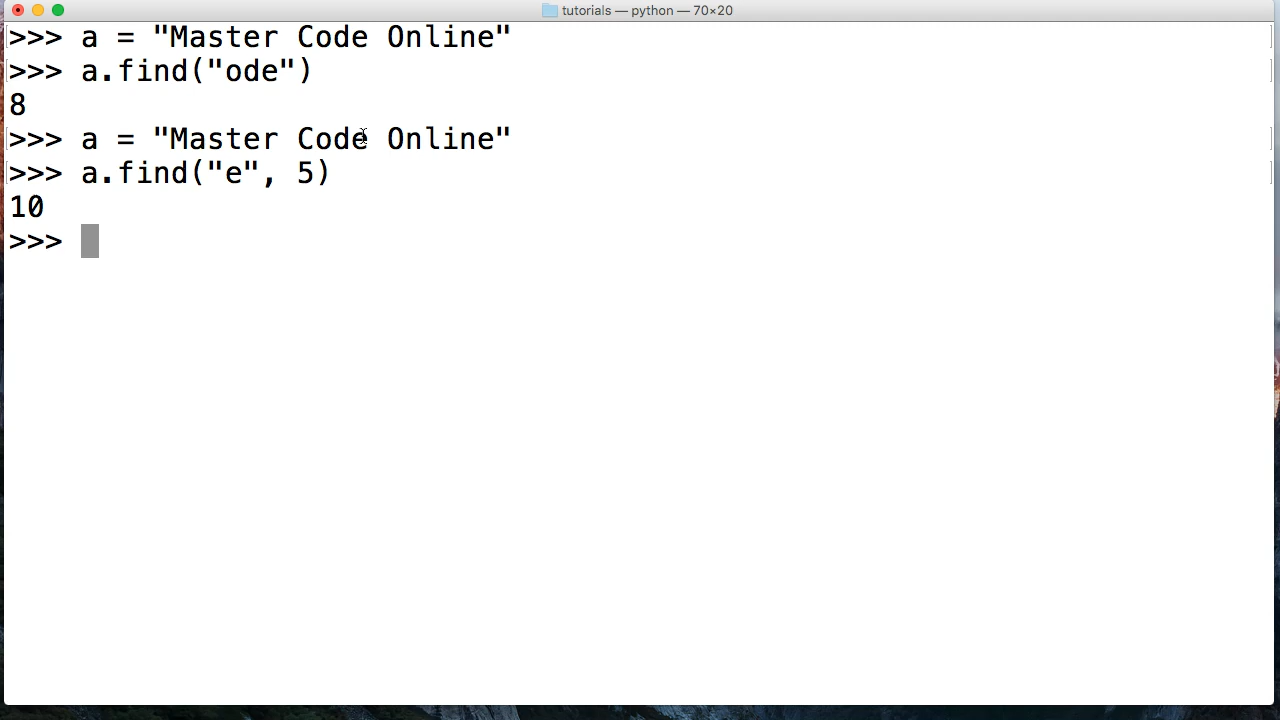 tutorials — python — 70×20
>>> a = "Master Code Online"
>>> a.find("ode")
8
>>> a = "Master Code Online"
>>> a.find("e", 5)
10
>>>